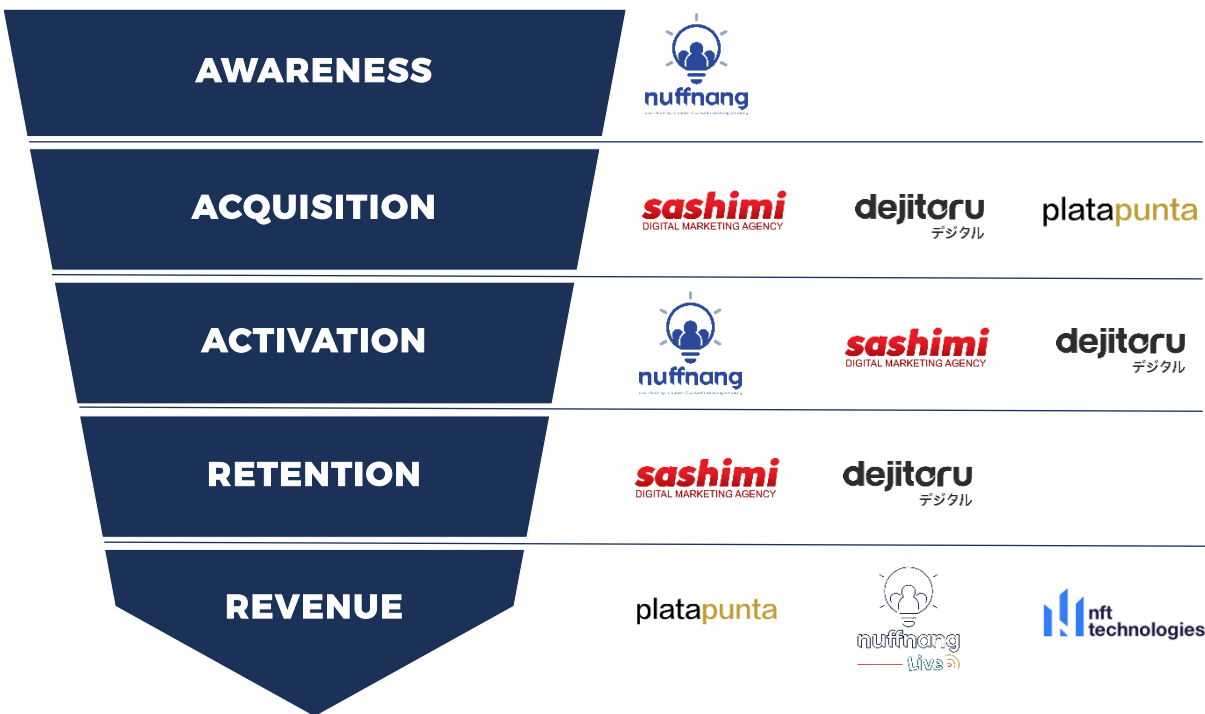 AWARENESS
nuffnang
ACQUISITION
sashimi
DIGITAL MARKETING AGENCY
dejitaru
デジタル
platapunta
ACTIVATION
nuffnang
sashimi
DIGITAL MARKETING AGENCY
dejitaru
デジタル
RETENTION
sashimi
DIGITAL MARKETING AGENCY
dejitaru
デジタル
REVENUE
platapunta
nuffnang
Live
nft
technologies